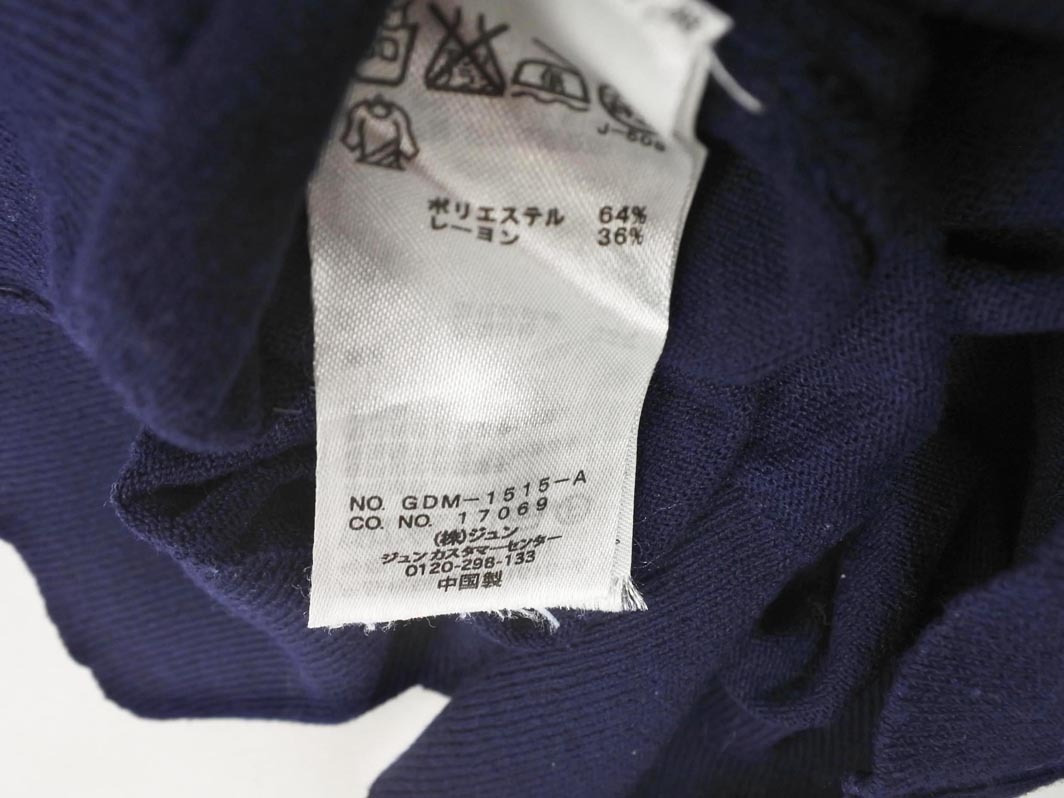 低
ポリエステル 64%
レーヨン 36%
NO. GDM-1515-A
CO. NO. 17069
(株)ジュン
ジュンカスタマーセンター
0120-298-133
中国製